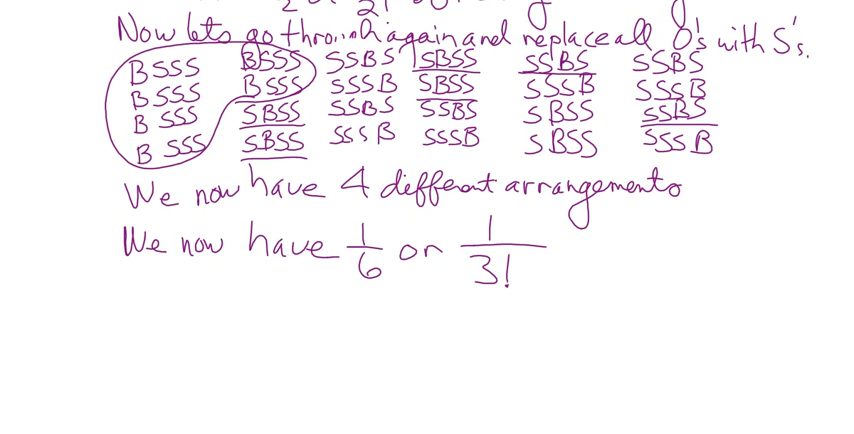 Now lets go through again and replace all O's with S's.
BSSS BSSS SSBS SBSS SSBS SSBS
BSSS BSSS SSSB SBSS SSSB SSSB
BSSS SBSS SSBS SSBS SBSS SSBS
BSSS SBSS SSSB SSSB SBSS SSSB
We now have 4 different arrangements
We now have 1/6 or 1/3!